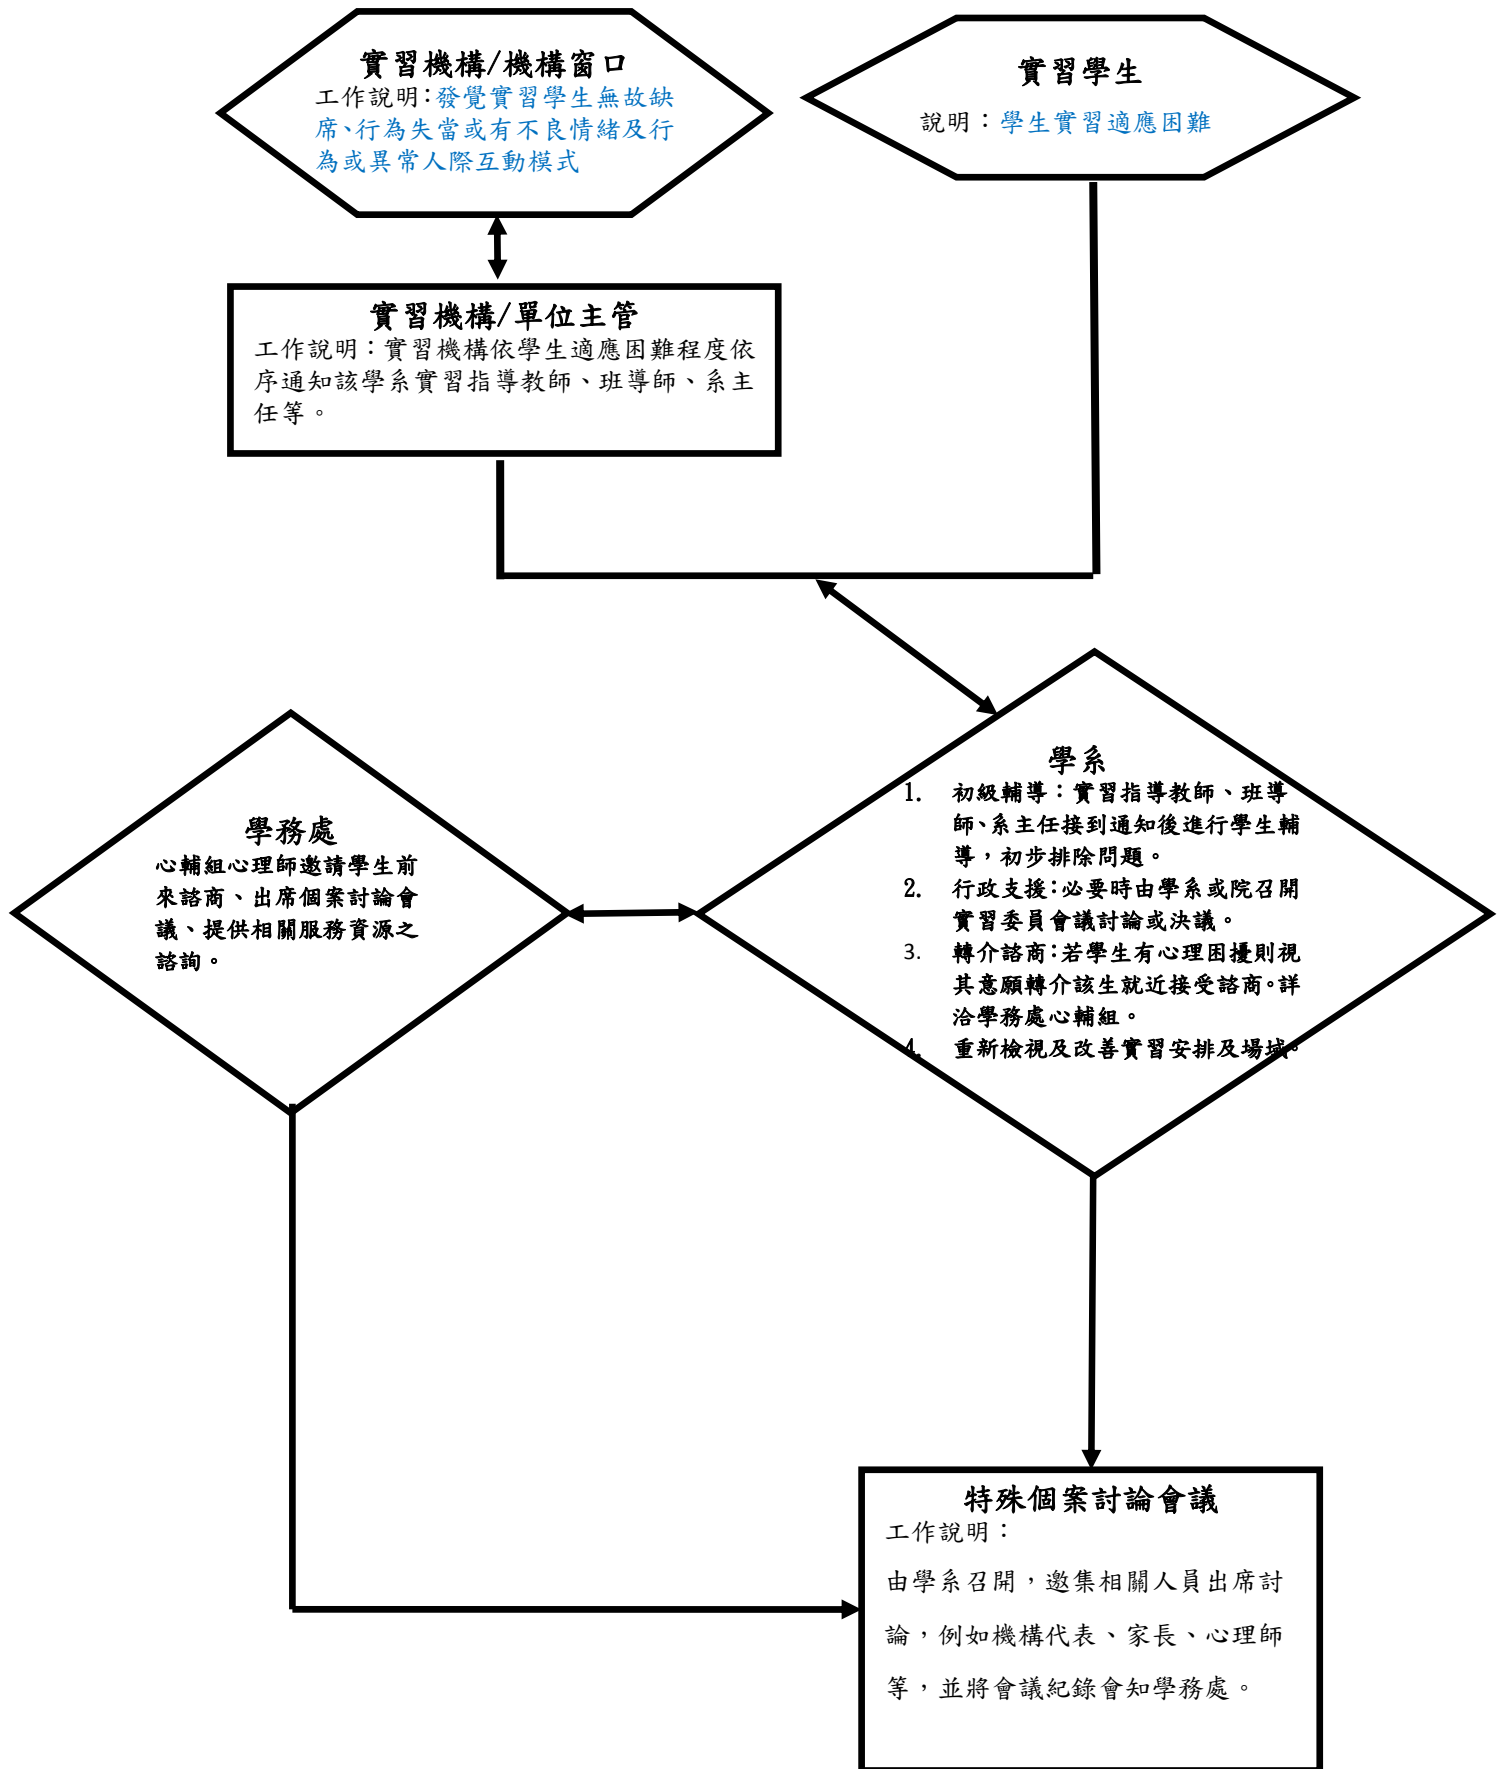 實習機構/機構窗口
工作說明：發覺實習學生無故缺
席、行為失當或有不良情緒及行
為或異常人際互動模式
實習學生
說明：學生實習適應困難
實習機構/單位主管
工作說明：實習機構依學生適應困難程度依
序通知該學系實習指導教師、班導師、系主
任等。
學系
1. 初級輔導：實習指導教師、班導
師、系主任接到通知後進行學生輔
導，初步排除問題。
2. 行政支援：必要時由學系或院召開
實習委員會議討論或決議。
3. 轉介諮商：若學生有心理困擾則視
其意願轉介該生就近接受諮商。詳
洽學務處心輔組。
4. 重新檢視及改善實習安排及場域。
學務處
心輔組心理師邀請學生前
來諮商、出席個案討論會
議、提供相關服務資源之
諮詢。
特殊個案討論會議
工作說明：
由學系召開，邀集相關人員出席討
論，例如機構代表、家長、心理師
等，並將會議紀錄會知學務處。